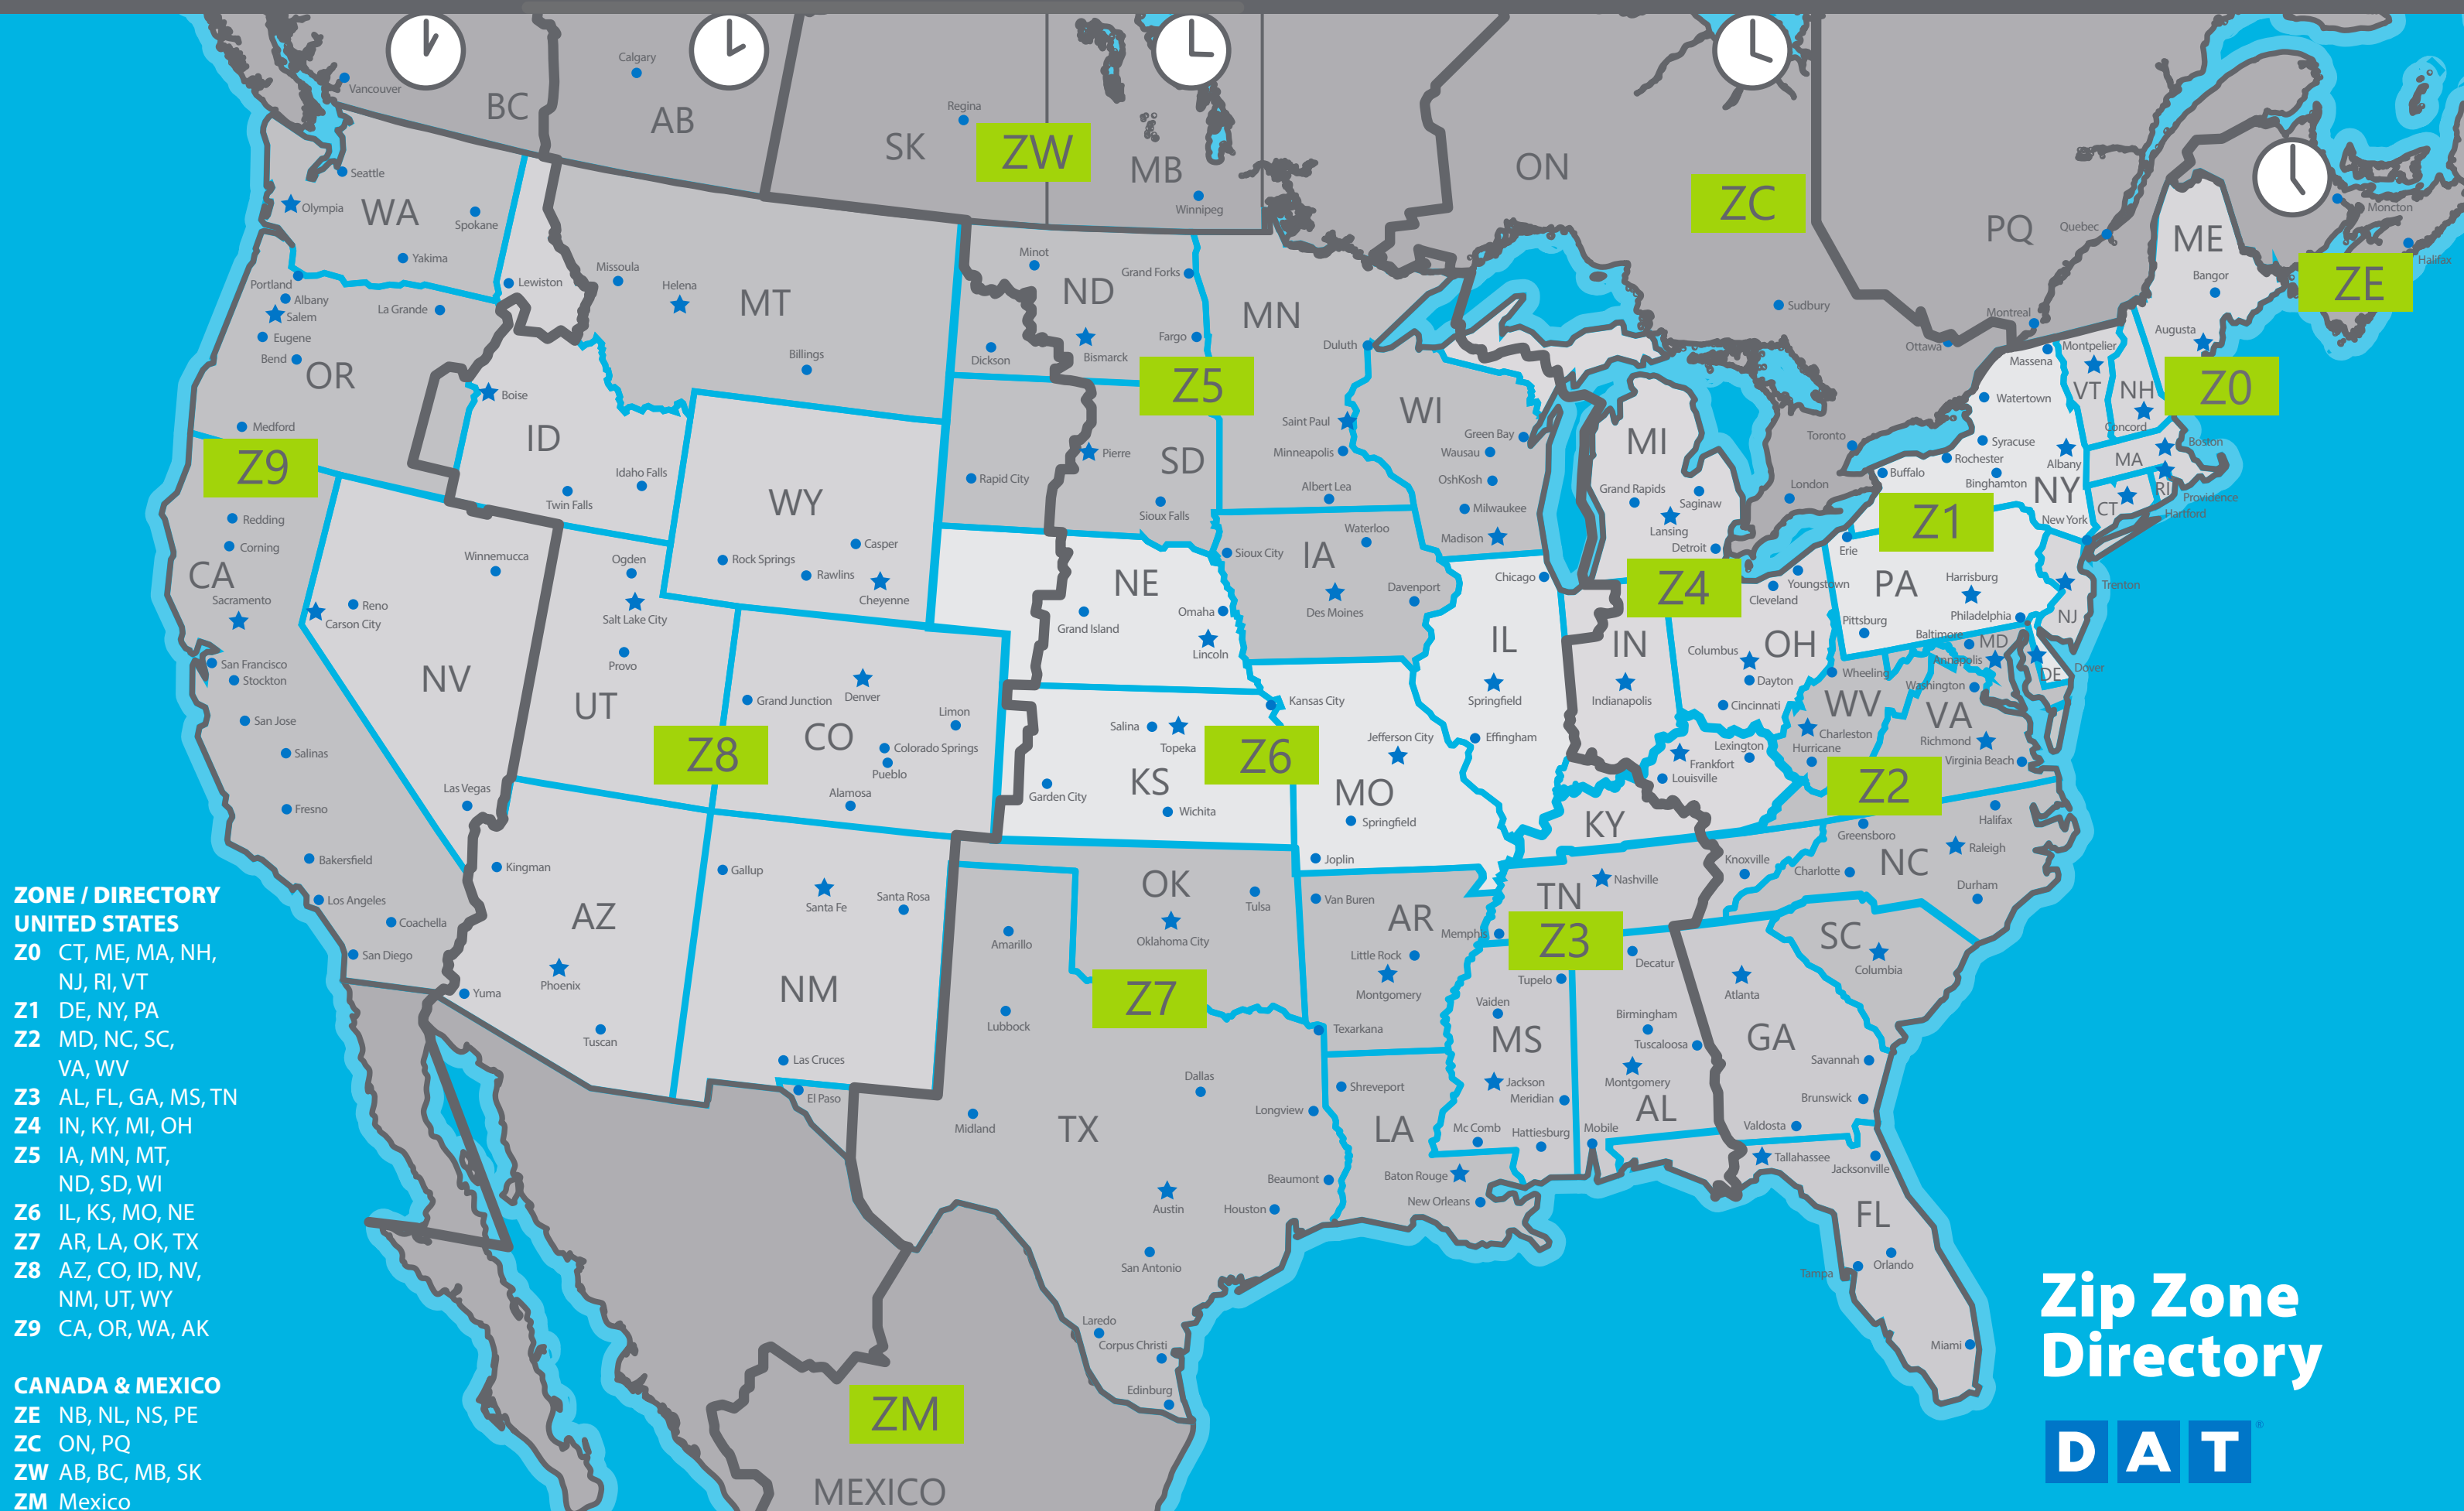 Calgary
Vancouver
BC
AB
Regina
SK
ZW
MB
Winnipeg
ON
ZC
PQ
Quebec
Moncton
Halifax
ZE
ME
Bangor
Augusta
Seattle
Olympia
WA
Spokane
Yakima
Portland
Albany
Salem
La Grande
Eugene
Bend
OR
Medford
Z9
Lewiston
Missoula
Helena
MT
Billings
Boise
ID
Idaho Falls
Twin Falls
Minot
Grand Forks
ND
Dickson
Bismarck
Fargo
MN
Duluth
Z5
Saint Paul
Minneapolis
Albert Lea
Pierre
SD
Rapid City
Sioux Falls
WI
Green Bay
Wausau
OshKosh
Milwaukee
Madison
MI
Grand Rapids
Saginaw
Lansing
Detroit
Sudbury
Ottawa
Montreal
Toronto
London
Massena
Montpelier
VT
NH
Z0
Concord
Watertown
Syracuse
Rochester
Buffalo
Binghamton
Albany
MA
Boston
NY
CT
RI
Providence
Hartford
New York
Z1
Erie
PA
Harrisburg
Philadelphia
Pittsburg
Trenton
NJ
Baltimore
MD
Annapolis
DE
Dover
Washington
WY
Casper
Rock Springs
Rawlins
Cheyenne
Redding
Corning
CA
Sacramento
San Francisco
Stockton
San Jose
Salinas
Fresno
Bakersfield
Los Angeles
Coachella
San Diego
Winnemucca
Reno
Carson City
NV
Las Vegas
Ogden
Salt Lake City
Provo
UT
Z8
Grand Junction
Denver
Limon
CO
Colorado Springs
Pueblo
Alamosa
NE
Grand Island
Omaha
Lincoln
Sioux City
Waterloo
IA
Des Moines
Davenport
Chicago
IL
Springfield
Effingham
Z4
IN
Indianapolis
Youngstown
Cleveland
Columbus
OH
Dayton
Cincinnati
Wheeling
WV
Charleston
Hurricane
VA
Richmond
Virginia Beach
Z2
Kansas City
Salina
Topeka
Z6
KS
Garden City
Wichita
Jefferson City
MO
Springfield
Joplin
Lexington
Frankfort
Louisville
KY
Greensboro
Halifax
Raleigh
NC
Charlotte
Durham
Knoxville
Nashville
TN
Z3
Memphis
Kingman
AZ
Phoenix
Yuma
Tuscan
Gallup
Santa Fe
Santa Rosa
NM
Las Cruces
El Paso
OK
Tulsa
Oklahoma City
Amarillo
Z7
Lubbock
Van Buren
AR
Little Rock
Montgomery
Texarkana
Dallas
Midland
TX
Longview
Shreveport
LA
Beaumont
Baton Rouge
New Orleans
Houston
Austin
San Antonio
Laredo
Corpus Christi
Edinburg
Decatur
Tupelo
Vaiden
MS
Jackson
Meridian
Mc Comb
Hattiesburg
Mobile
Birmingham
Tuscaloosa
Montgomery
AL
SC
Columbia
Atlanta
GA
Savannah
Brunswick
Valdosta
Tallahassee
Jacksonville
FL
Orlando
Tampa
Miami
ZM
MEXICO
ZONE / DIRECTORY
UNITED STATES
Z0 CT, ME, MA, NH,
NJ, RI, VT
Z1 DE, NY, PA
Z2 MD, NC, SC,
VA, WV
Z3 AL, FL, GA, MS, TN
Z4 IN, KY, MI, OH
Z5 IA, MN, MT,
ND, SD, WI
Z6 IL, KS, MO, NE
Z7 AR, LA, OK, TX
Z8 AZ, CO, ID, NV,
NM, UT, WY
Z9 CA, OR, WA, AK
CANADA & MEXICO
ZE NB, NL, NS, PE
ZC ON, PQ
ZW AB, BC, MB, SK
ZM Mexico
Zip Zone
Directory
DAT®